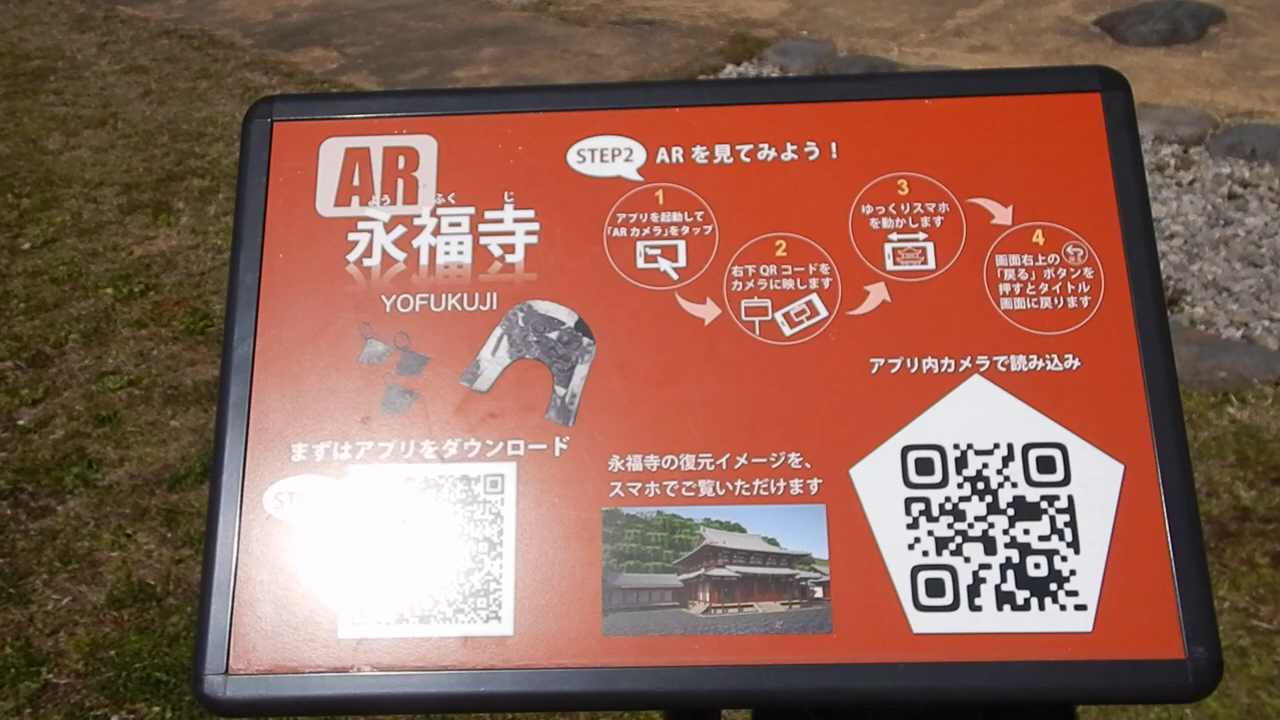 AR
よう ふく じ
永福寺
YOFUKUJI
まずはアプリをダウンロード
STEP2 ARを見てみよう！
1
アプリを起動して
「ARカメラ」をタップ
2
右下QRコードを
カメラに映します
3
ゆっくりスマホ
を動かします
4
画面右上の
「戻る」ボタンを
押すとタイトル
画面に戻ります
永福寺の復元イメージを、
スマホでご覧いただけます
アプリ内カメラで読み込み